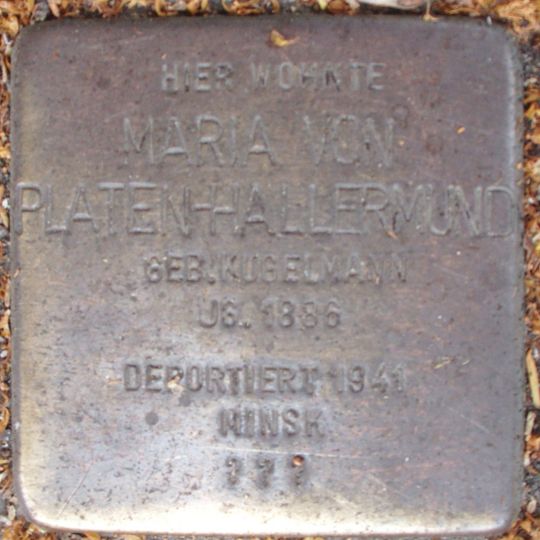 HIER WOHNTE
MARIA VON
PLATEN-HALLERMUND
GEB. KUGELMANN
JG. 1886
DEPORTIERT 1941
MINSK
? ? ?